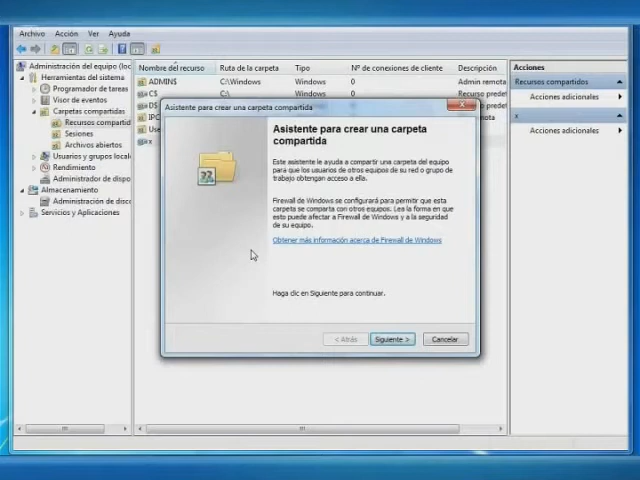 Archivo Acción Ver Ayuda
Administración del equipo (loc
Herramientas del sistema
Programador de tareas
Visor de eventos
Carpetas compartidas
Recursos compartid
Sesiones
Archivos abiertos
Usuarios y grupos locale
Rendimiento
Administrador de dispo
Almacenamiento
Administración de disco
Servicios y Aplicaciones
Nombre del recurso Ruta de la carpeta Tipo Nº de conexiones de cliente Descripción
ADMIN$ C:\Windows Windows 0 Admin remota
C$ C:\ Windows 0 Recurso predet
D$
IPC
Use
x
Asistente para crear una carpeta compartida
Asistente para crear una carpeta
compartida
Este asistente le ayuda a compartir una carpeta del equipo
para que los usuarios de otros equipos de su red o grupo de
trabajo obtengan acceso a ella.
Firewall de Windows se configurará para permitir que esta
carpeta se comparta con otros equipos. Lea la forma en que
esto puede afectar a Firewall de Windows y a la seguridad
de su equipo.
Obtener más información acerca de Firewall de Windows
Haga clic en Siguiente para continuar.
< Atrás Siguiente > Cancelar
Acciones
Recursos compartidos
Acciones adicionales
x
Acciones adicionales